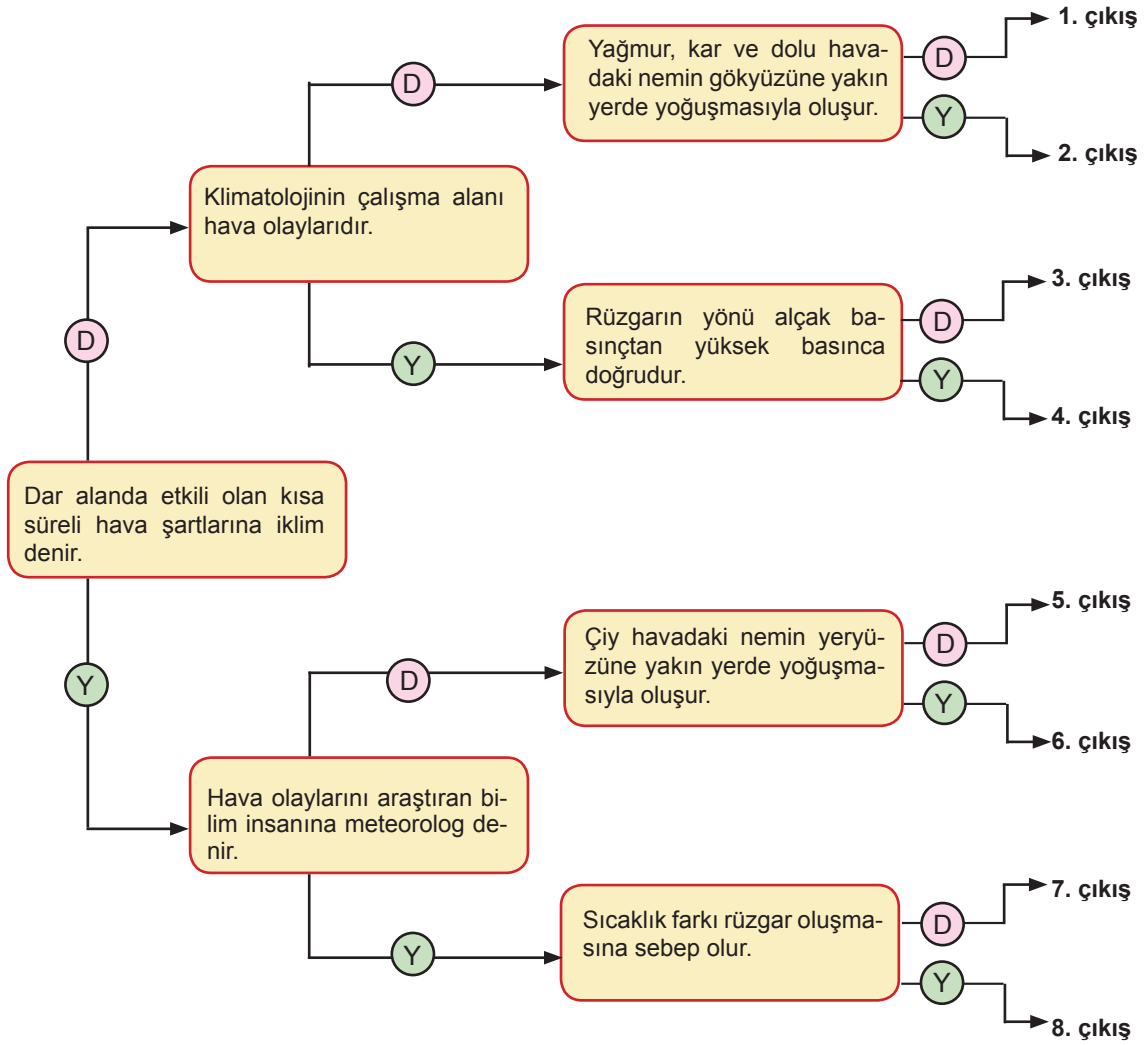 Yağmur, kar ve dolu hava-
daki nemin gökyüzüne yakın
yerde yoğuşmasıyla oluşur.
D
1. çıkış
D
Y
2. çıkış
Klimatolojinin çalışma alanı
hava olaylarıdır.
D
Y
Rüzgarın yönü alçak ba-
sınçtan yüksek basınca
doğrudur.
D
3. çıkış
Y
4. çıkış
Dar alanda etkili olan kısa
süreli hava şartlarına iklim
denir.
Y
D
Çiy havadaki nemin yeryü-
züne yakın yerde yoğuşma-
sıyla oluşur.
D
5. çıkış
Y
6. çıkış
Hava olaylarını araştıran bi-
lim insanına meteorolog de-
nir.
Y
Sıcaklık farkı rüzgar oluşma-
sına sebep olur.
D
7. çıkış
Y
8. çıkış